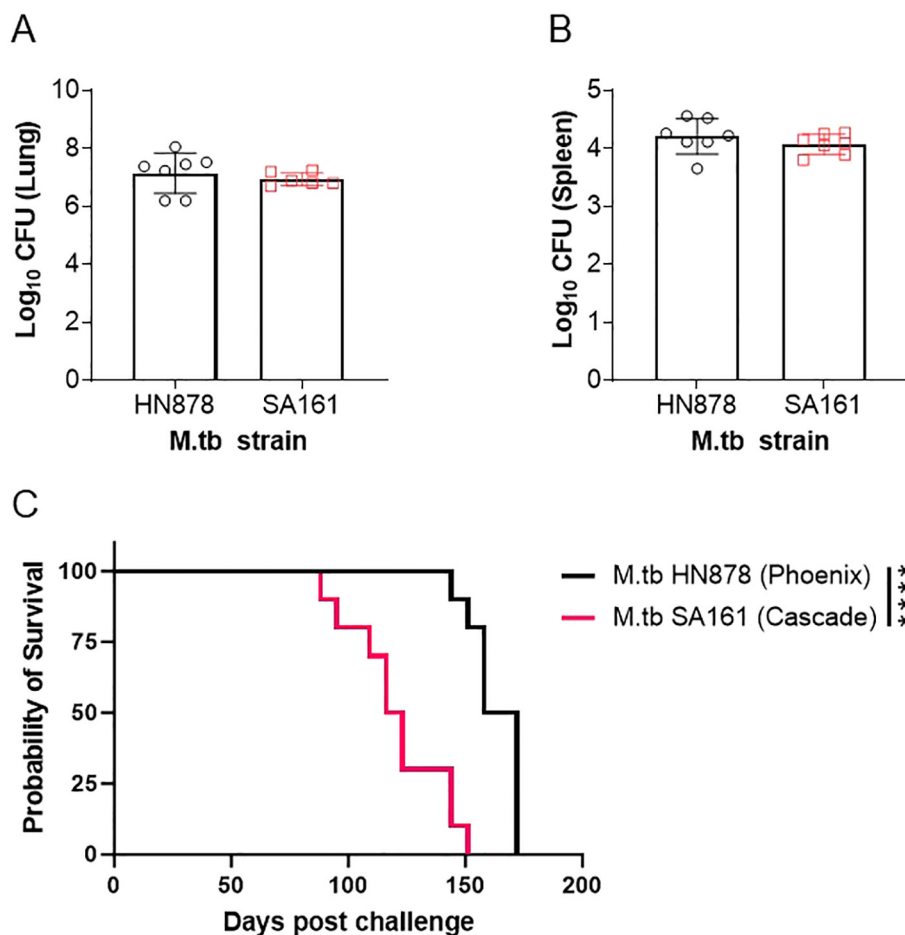 A
Log10 CFU (Lung)
10
8
6
4
2
0
HN878 SA161
M.tb strain
B
Log10 CFU (Spleen)
5
4
3
2
1
0
HN878 SA161
M.tb strain
C
Probability of Survival
100
75
50
25
0
0 50 100 150 200
Days post challenge
M.tb HN878 (Phoenix)
M.tb SA161 (Cascade)
****